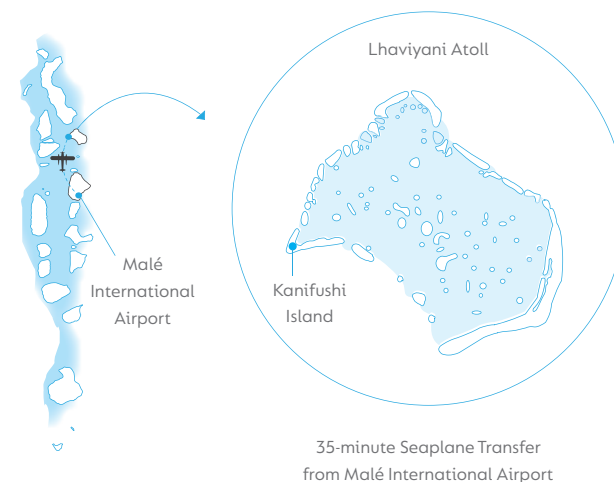 Lhaviyani Atoll
Malé
International
Airport
Kanifushi
Island
35-minute Seaplane Transfer
from Malé International Airport